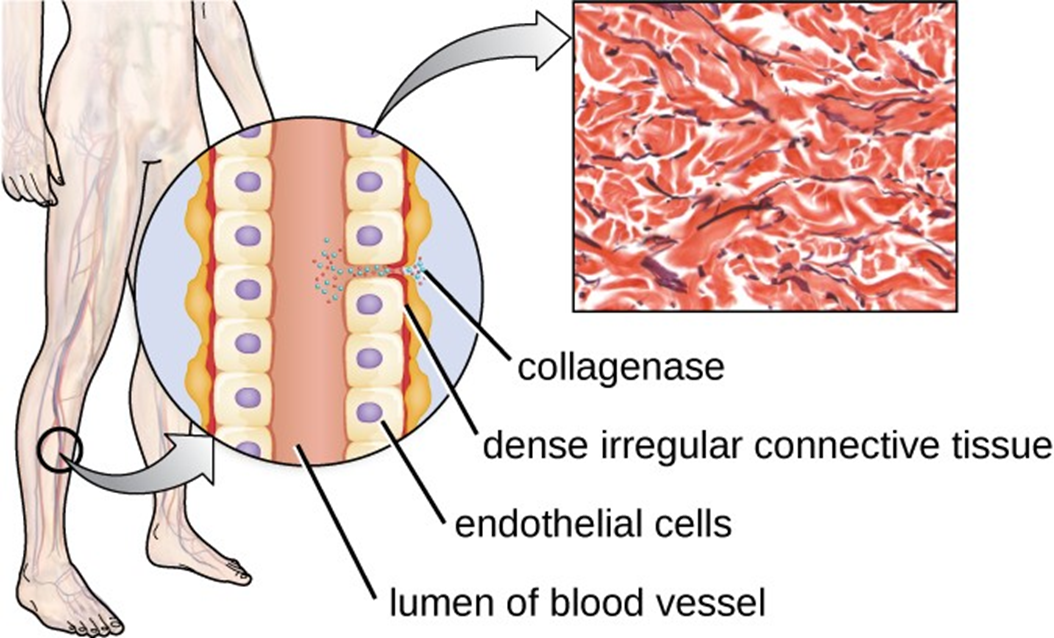 collagenase
dense irregular connective tissue
endothelial cells
lumen of blood vessel